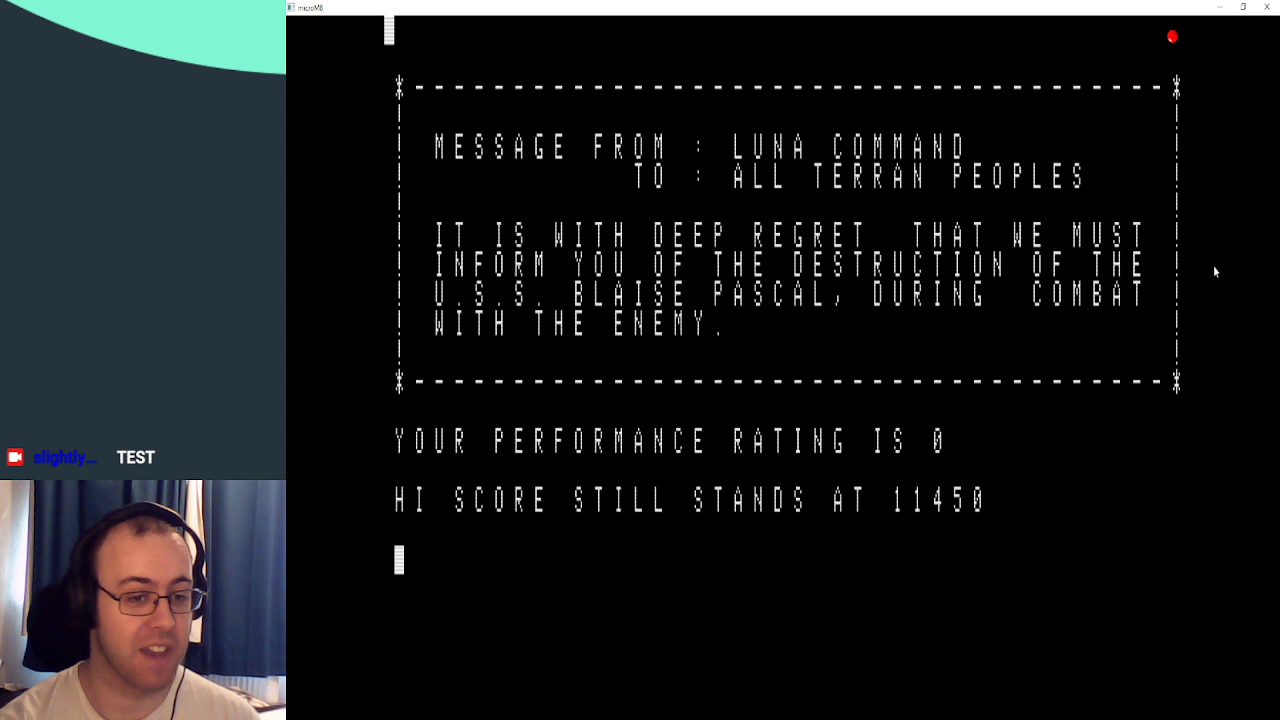 microM8
MESSAGE FROM : LUNA COMMAND
TO : ALL TERRAN PEOPLES
IT IS WITH DEEP REGRET THAT WE MUST
INFORM YOU OF THE DESTRUCTION OF THE
U.S.S. BLAISE PASCAL, DURING COMBAT
WITH THE ENEMY.
YOUR PERFORMANCE RATING IS 0
HI SCORE STILL STANDS AT 11450
slightly... TEST